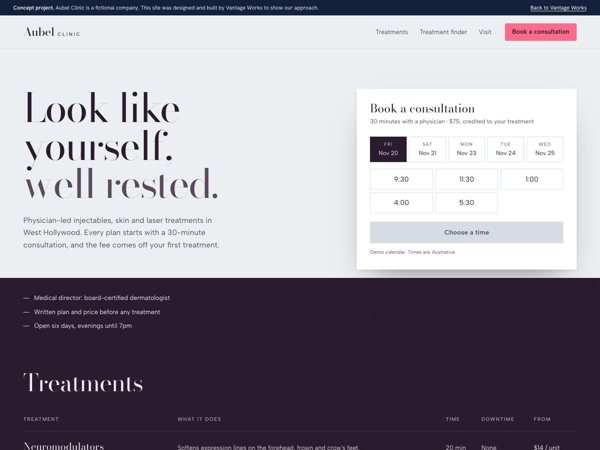 Concept project. Aubel Clinic is a fictional company. This site was designed and built by Vantage Works to show our approach.
Back to Vantage Works
Aubel CLINIC
Treatments
Treatment finder
Visit
Book a consultation
Look like
yourself.
well rested.
Physician-led injectables, skin and laser treatments in
West Hollywood. Every plan starts with a 30-minute
consultation, and the fee comes off your first treatment.
Book a consultation
30 minutes with a physician · $75, credited to your treatment
FRI SAT MON TUE WED
Nov 20 Nov 21 Nov 23 Nov 24 Nov 25
9:30 11:30 1:00
4:00 5:30
Choose a time
Demo calendar. Times are illustrative.
— Medical director: board-certified dermatologist
— Written plan and price before any treatment
— Open six days, evenings until 7pm
Treatments
TREATMENT WHAT IT DOES TIME DOWNTIME FROM
Neuromodulators Softens expression lines on the forehead, frown and crow's feet. 20 min None $14 / unit